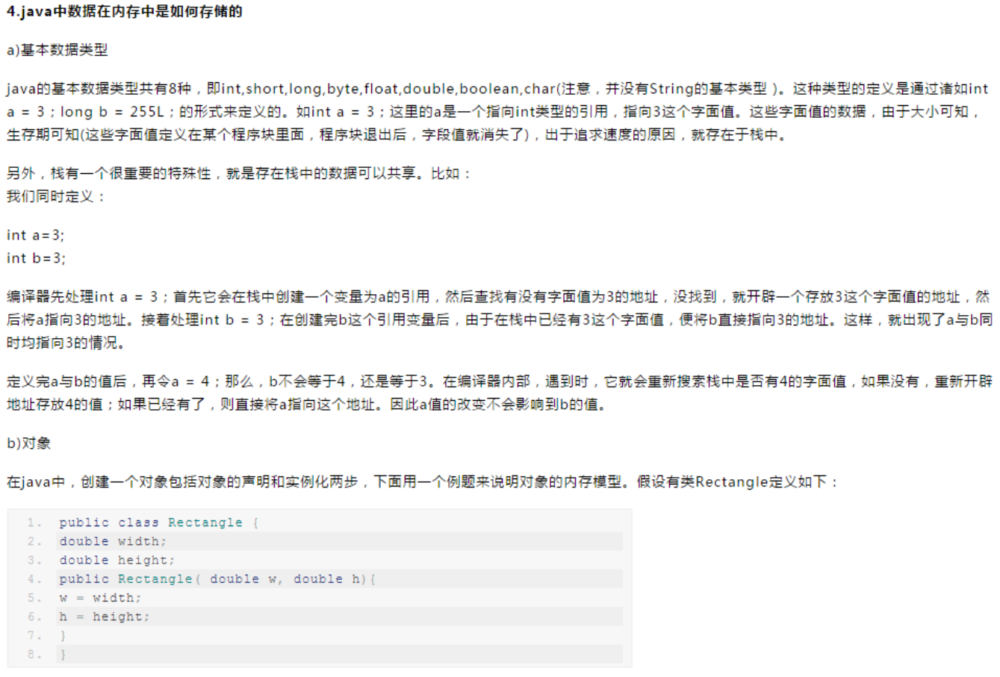 4.java中数据在内存中是如何存储的
a)基本数据类型
java的基本数据类型共有8种，即int,short,long,byte,float,double,boolean,char(注意，并没有String的基本类型 )。这种类型的定义是通过诸如int
a = 3；long b = 255L；的形式来定义的。如int a = 3；这里的a是一个指向int类型的引用，指向3这个字面值。这些字面值的数据，由于大小可知，
生存期可知(这些字面值定义在某个程序块里面，程序块退出后，字段值就消失了)，出于追求速度的原因，就存在于栈中。
另外，栈有一个很重要的特殊性，就是存在栈中的数据可以共享。比如：
我们同时定义：
int a=3;
int b=3;
编译器先处理int a = 3；首先它会在栈中创建一个变量为a的引用，然后查找有没有字面值为3的地址，没找到，就开辟一个存放3这个字面值的地址，然
后将a指向3的地址。接着处理int b = 3；在创建完b这个引用变量后，由于在栈中已经有3这个字面值，便将b直接指向3的地址。这样，就出现了a与b同
时均指向3的情况。
定义完a与b的值后，再令a = 4；那么，b不会等于4，还是等于3。在编译器内部，遇到时，它就会重新搜索栈中是否有4的字面值，如果没有，重新开辟
地址存放4的值；如果已经有了，则直接将a指向这个地址。因此a值的改变不会影响到b的值。
b)对象
在java中，创建一个对象包括对象的声明和实例化两步，下面用一个例题来说明对象的内存模型。假设有类Rectangle定义如下：
1. public class Rectangle {
2. double width;
3. double height;
4. public Rectangle( double w, double h){
5. w = width;
6. h = height;
7. }
8. }